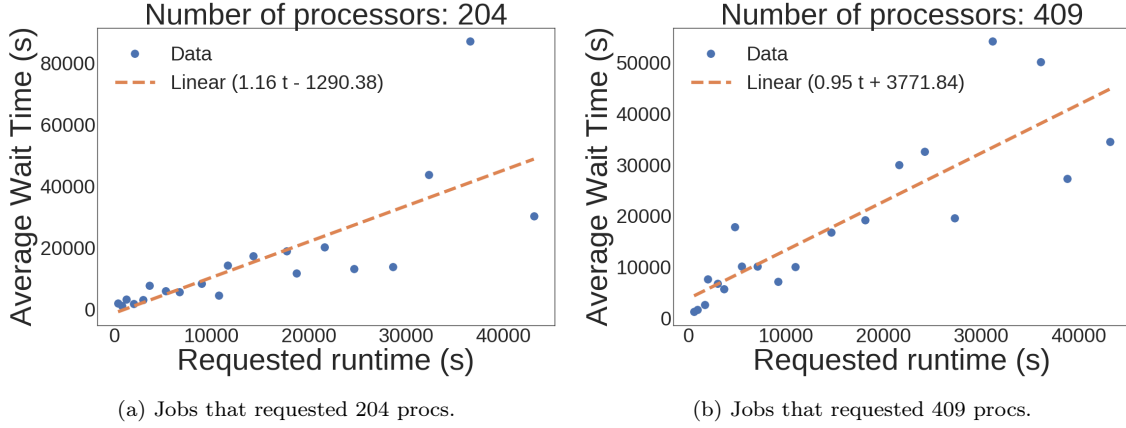 Number of processors: 204
Average Wait Time (s)
80000
60000
40000
20000
0
Data
Linear (1.16 t - 1290.38)
0 10000 20000 30000 40000
Requested runtime (s)
(a) Jobs that requested 204 procs.
Number of processors: 409
Average Wait Time (s)
50000
40000
30000
20000
10000
0
Data
Linear (0.95 t + 3771.84)
0 10000 20000 30000 40000
Requested runtime (s)
(b) Jobs that requested 409 procs.